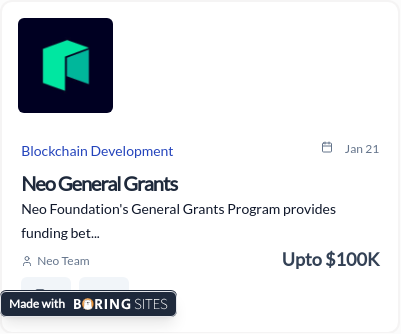 Blockchain Development
Jan 21
Neo General Grants
Neo Foundation's General Grants Program provides
funding bet...
Neo Team
Upto $100K
Made with BORING SITES